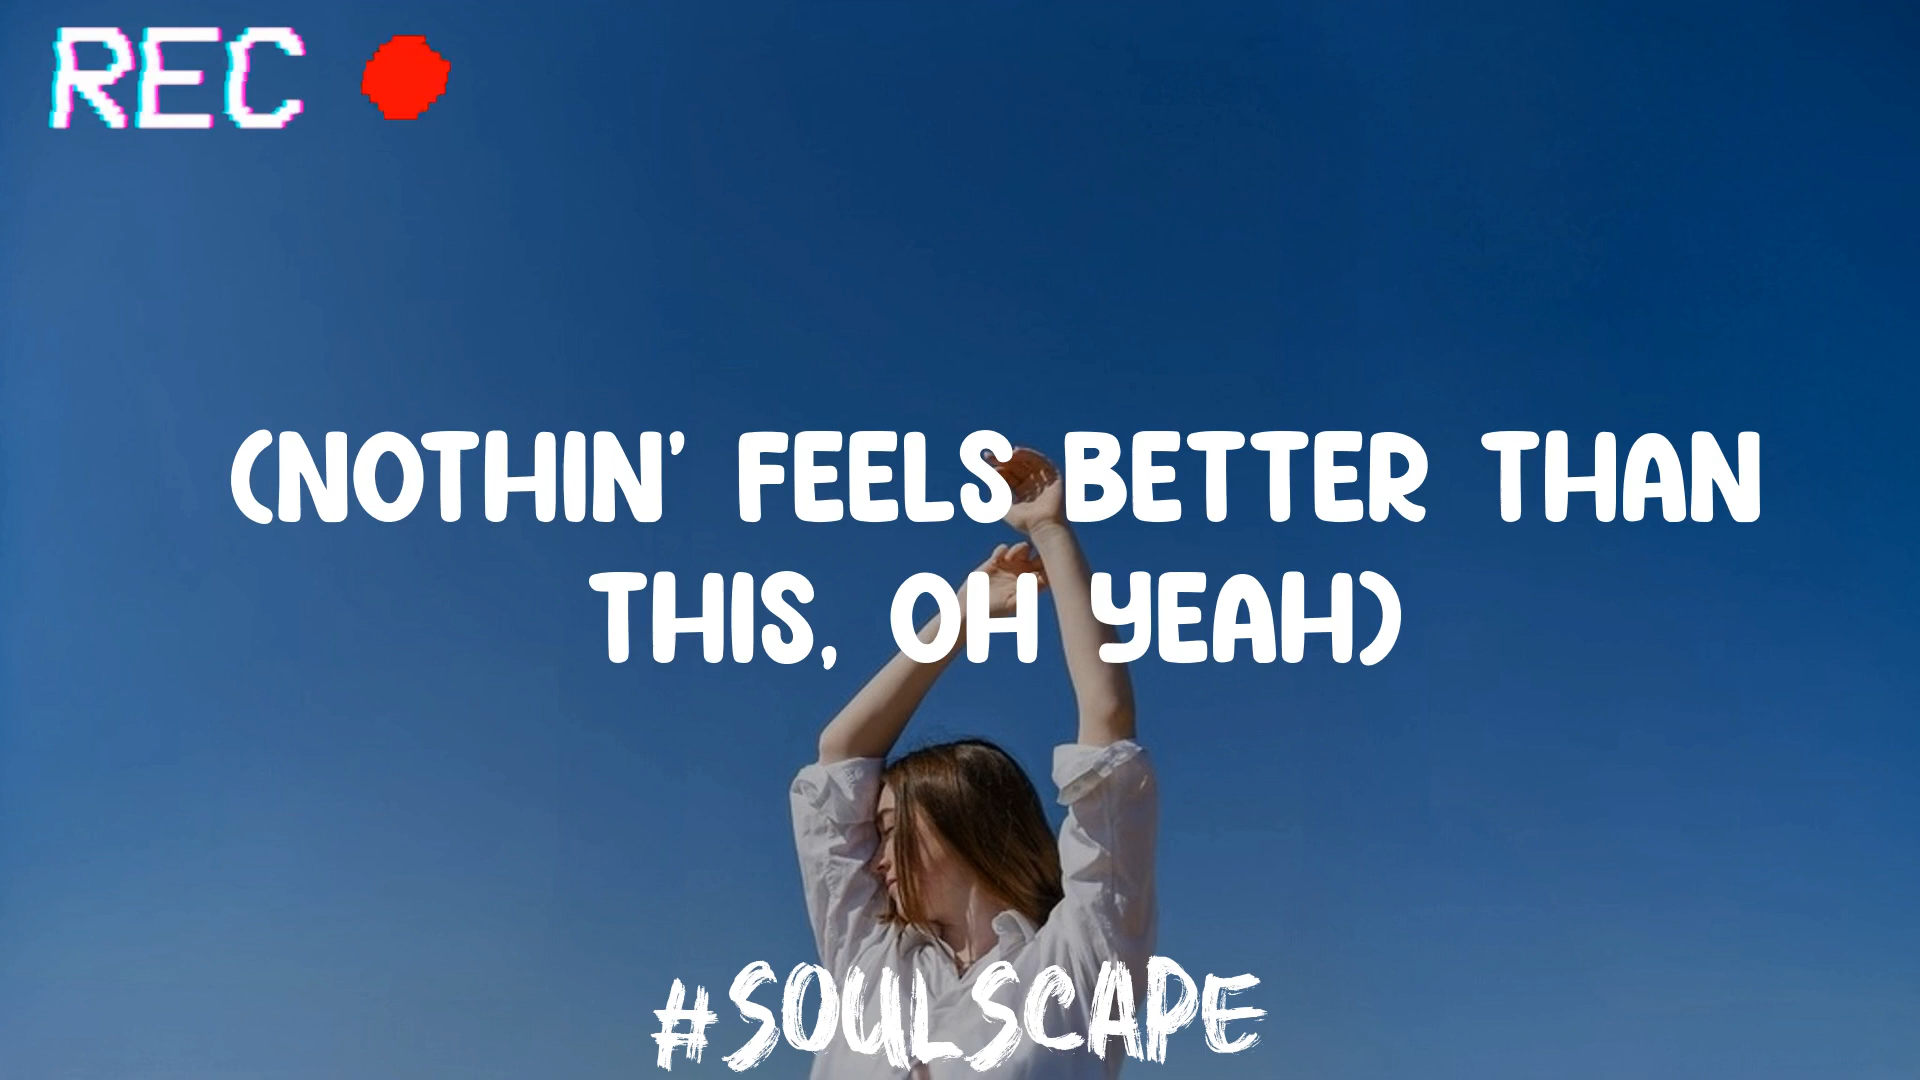 REC
(NOTHIN' FEELS BETTER THAN
THIS, OH YEAH)
#SOULSCAPE